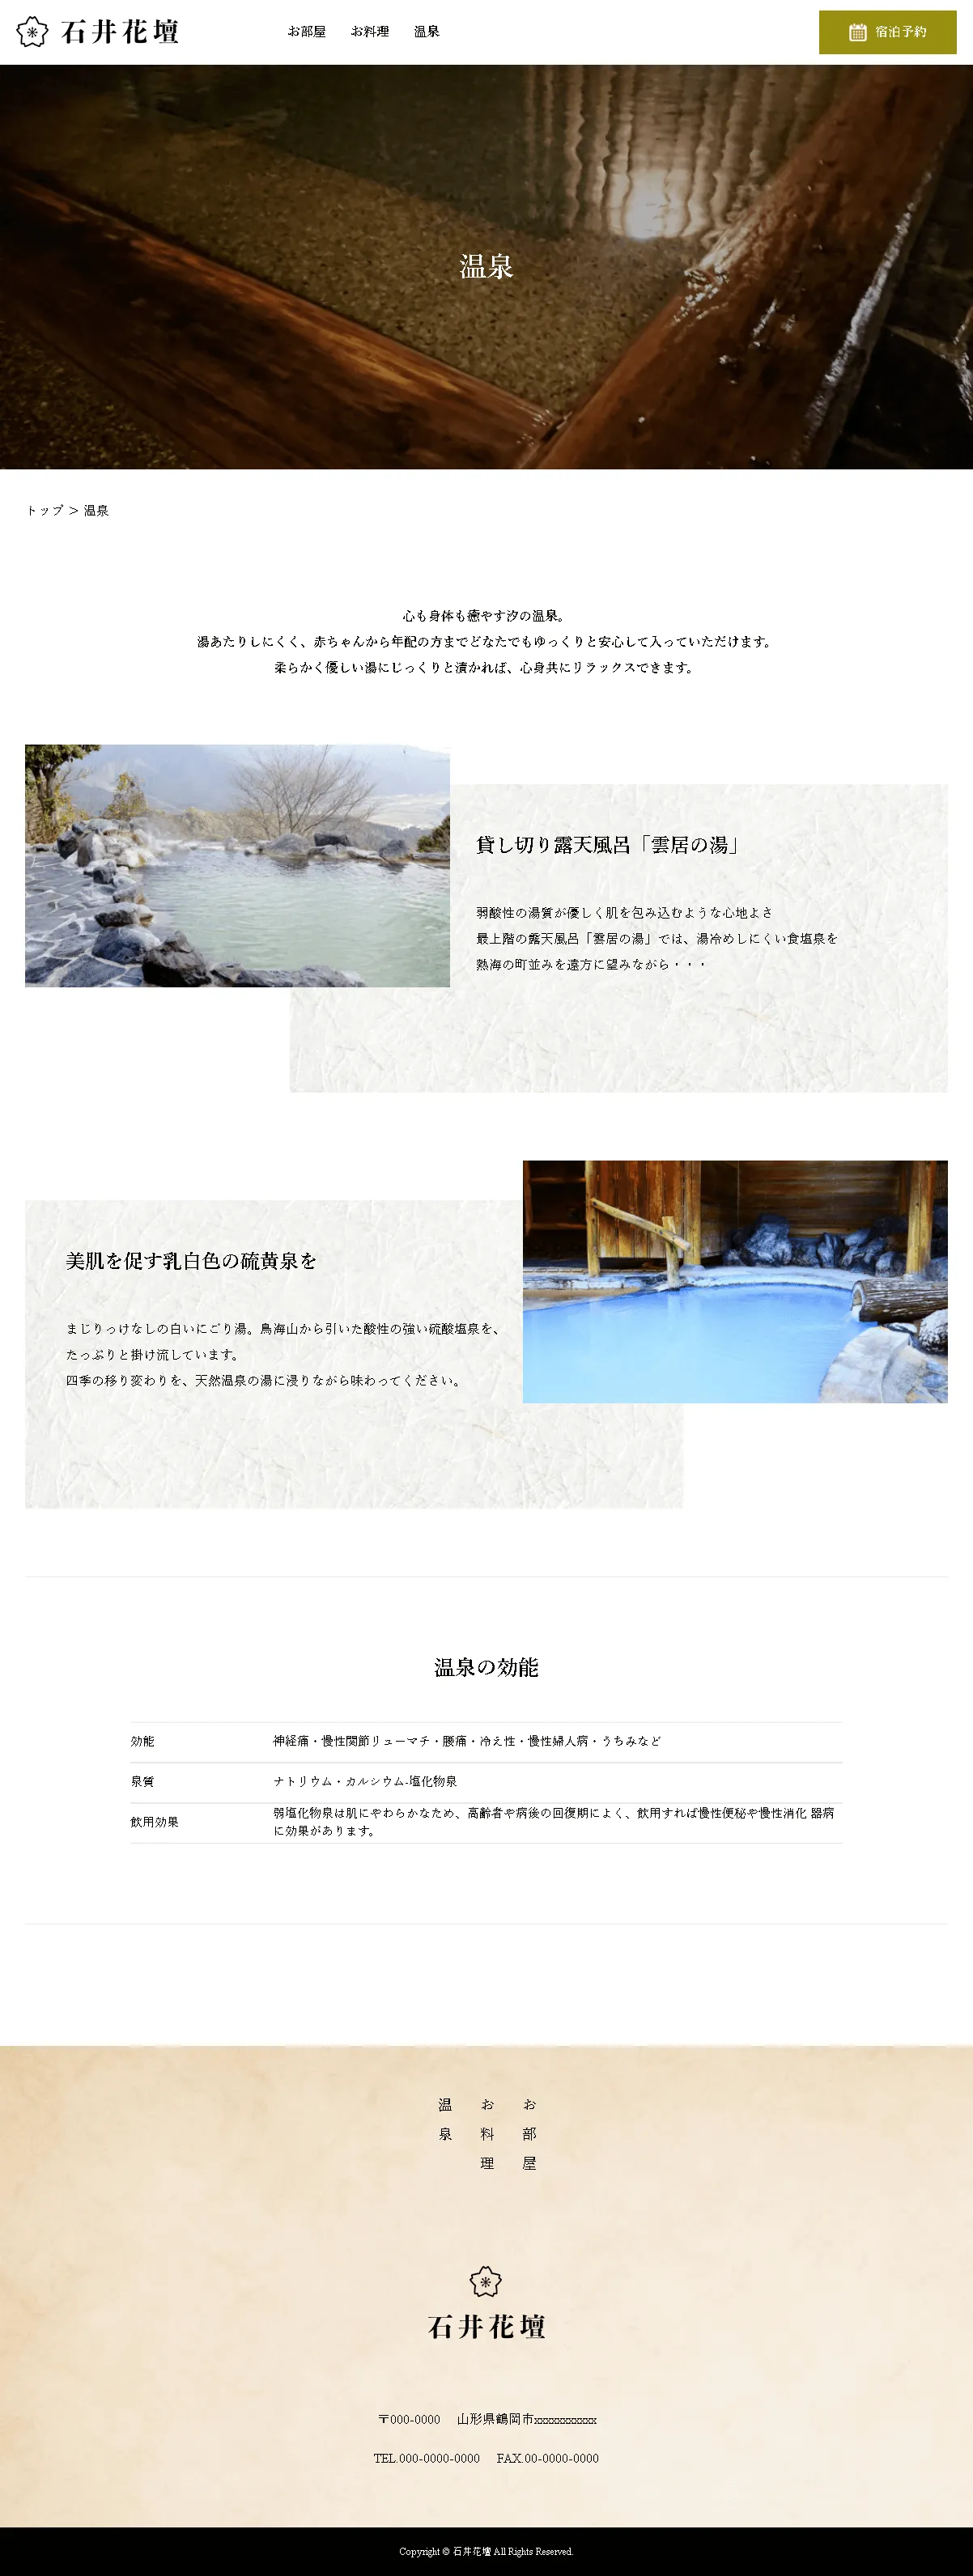 石井花壇
お部屋 お料理 温泉
宿泊予約
温泉
トップ > 温泉
心も身体も癒やす汐の温泉。
湯あたりしにくく、赤ちゃんから年配の方までどなたでもゆっくりと安心して入っていただけます。
柔らかく優しい湯にじっくりと漬かれば、心身共にリラックスできます。
貸し切り露天風呂「雲居の湯」
弱酸性の湯質が優しく肌を包み込むような心地よさ
最上階の露天風呂「雲居の湯」では、湯冷めしにくい食塩泉を
熱海の町並みを遠方に望みながら・・・
美肌を促す乳白色の硫黄泉を
まじりっけなしの白いにごり湯。鳥海山から引いた酸性の強い硫酸塩泉を、
たっぷりと掛け流しています。
四季の移り変わりを、天然温泉の湯に浸りながら味わってください。
温泉の効能
効能 神経痛・慢性関節リューマチ・腰痛・冷え性・慢性婦人病・うちみなど
泉質 ナトリウム・カルシウム-塩化物泉
飲用効果 弱塩化物泉は肌にやわらかなため、高齢者や病後の回復期によく、飲用すれば慢性便秘や慢性消化 器病
に効果があります。
お部屋
お料理
温泉
石井花壇
〒000-0000 山形県鶴岡市xxxxxxxxxxx
TEL.000-0000-0000 FAX.00-0000-0000
Copyright © 石井花壇 All Rights Reserved.